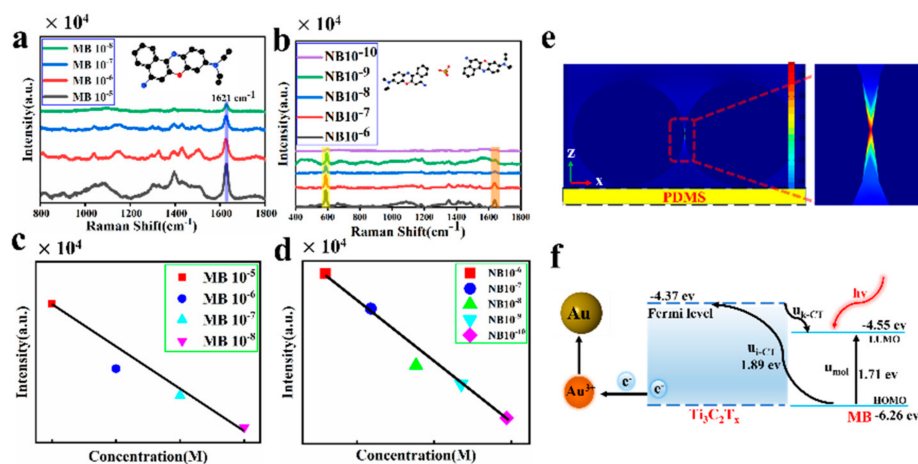 a
× 10⁴
MB 10⁻⁸
MB 10⁻⁷
MB 10⁻⁶
MB 10⁻⁵
1621 cm⁻¹
Intensity(a.u.)
800 1000 1200 1400 1600 1800
Raman Shift(cm⁻¹)
b
× 10⁴
NB10⁻¹⁰
NB10⁻⁹
NB10⁻⁸
NB10⁻⁷
NB10⁻⁶
Intensity(a.u.)
400 600 800 1000 1200 1400 1600 1800
Raman Shift(cm⁻¹)
c
× 10⁴
MB 10⁻⁵
MB 10⁻⁶
MB 10⁻⁷
MB 10⁻⁸
Intensity(a.u.)
Concentration(M)
d
× 10⁴
NB10⁻⁶
NB10⁻⁷
NB10⁻⁸
NB10⁻⁹
NB10⁻¹⁰
Intensity(a.u.)
Concentration(M)
e
z
x
PDMS
f
Au
Au³⁺
e⁻
e⁻
-4.37 ev
Fermi level
Ti₃C₂Tₓ
u_i-CT
1.89 ev
u_k-CT
hv
-4.55 ev
LUMO
u_mol
1.71 ev
HOMO
MB
-6.26 ev